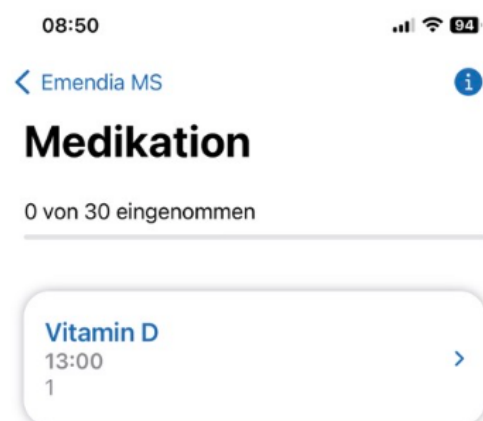 08:50
94
Emendia MS
Medikation
0 von 30 eingenommen
Vitamin D
13:00
1